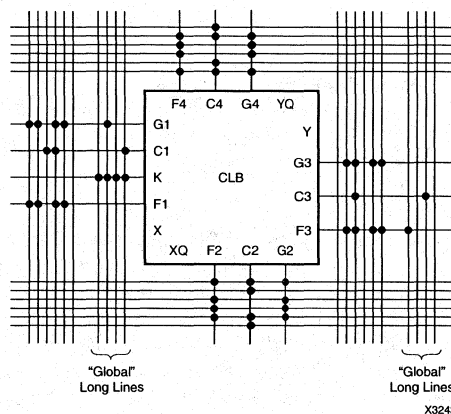 F4 C4 G4 YQ
G1 Y
C1 G3
K CLB C3
F1 F3
X
XQ F2 C2 G2
"Global"
Long Lines
"Global"
Long Lines